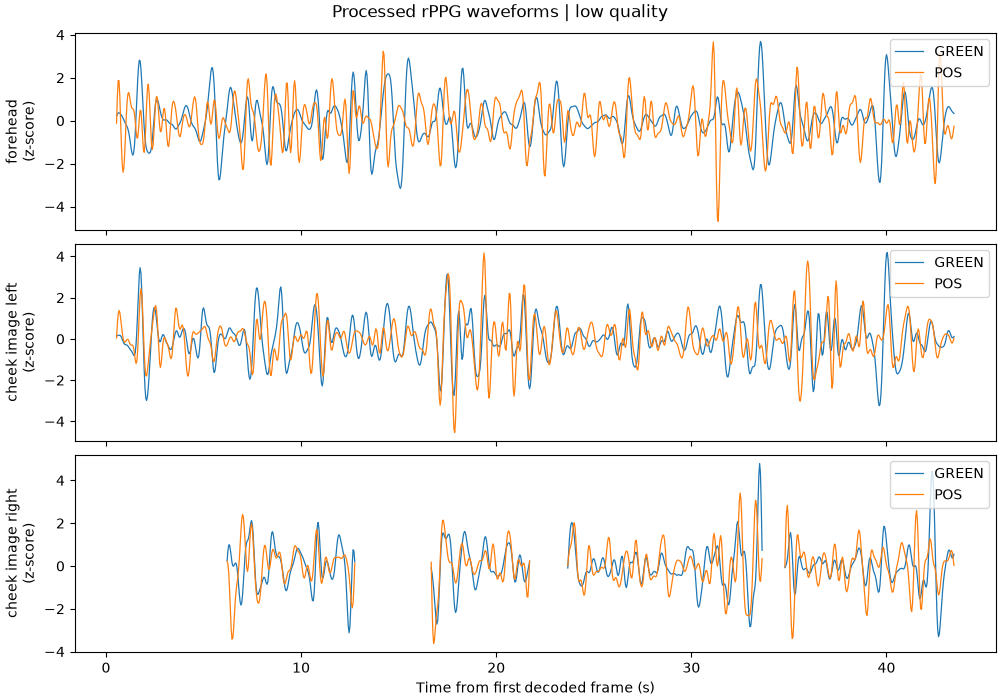 Processed rPPG waveforms | low quality
forehead
(z-score)
4
2
0
−2
−4
GREEN
POS
cheek image left
(z-score)
4
2
0
−2
−4
GREEN
POS
cheek image right
(z-score)
4
2
0
−2
−4
GREEN
POS
0
10
20
30
40
Time from first decoded frame (s)